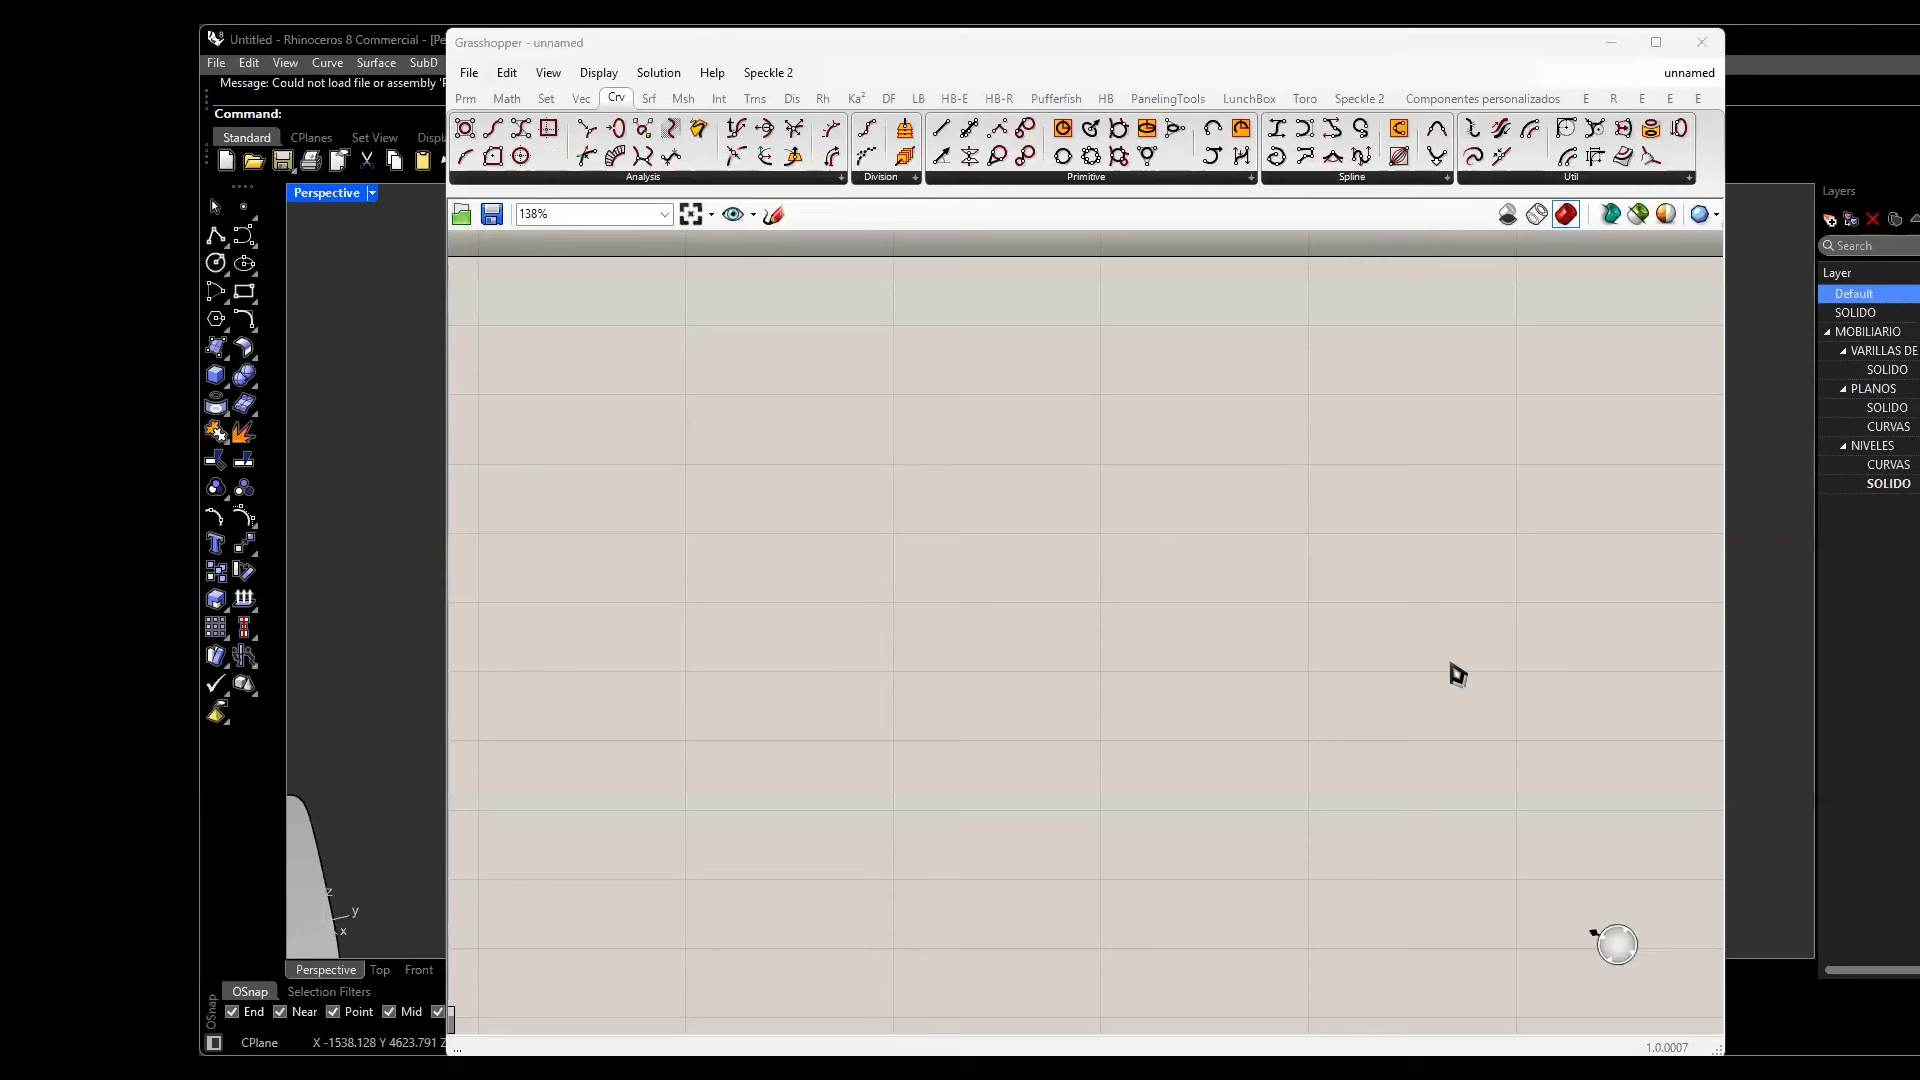 Untitled - Rhinoceros 8 Commercial - [Pe
File Edit View Curve Surface SubD
Message: Could not load file or assembly '
Command:
Standard CPlanes Set View Displ
Perspective
z
y
x
Perspective Top Front
OSnap Selection Filters
OSnap
End Near Point Mid
CPlane X -1538.128 Y 4623.791 Z
Grasshopper - unnamed
File Edit View Display Solution Help Speckle 2
unnamed
Prm Math Set Vec Crv Srf Msh Int Trns Dis Rh Ka² DF LB HB-E HB-R Pufferfish HB PanelingTools LunchBox Toro Speckle 2 Componentes personalizados E R E E E
Analysis Division Primitive Spline Util
138%
...
1.0.0007
Layers
Search
Layer
Default
SOLIDO
MOBILIARIO
VARILLAS DE
SOLIDO
PLANOS
SOLIDO
CURVAS
NIVELES
CURVAS
SOLIDO